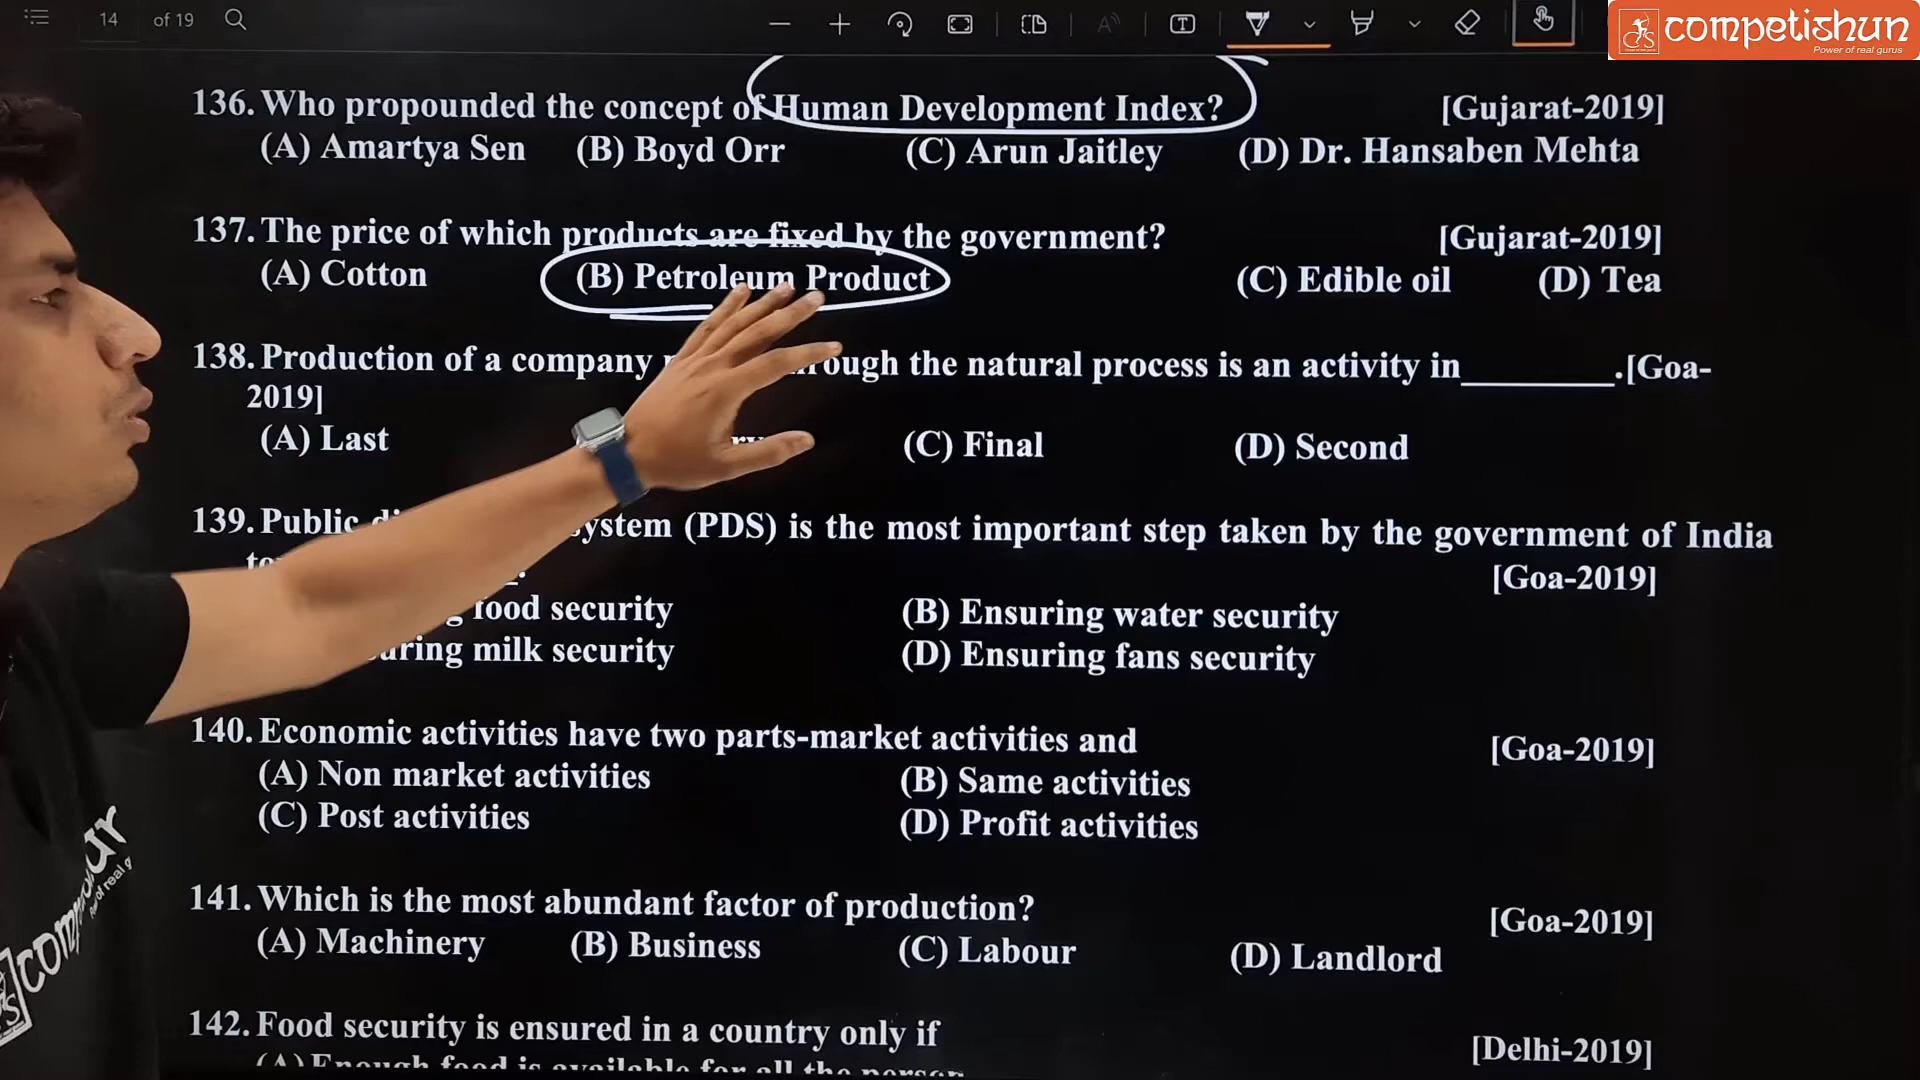 14 of 19
competishun
Power of real gurus
136. Who propounded the concept of Human Development Index? [Gujarat-2019]
(A) Amartya Sen (B) Boyd Orr (C) Arun Jaitley (D) Dr. Hansaben Mehta
137. The price of which products are fixed by the government? [Gujarat-2019]
(A) Cotton (B) Petroleum Product (C) Edible oil (D) Tea
138. Production of a company the natural process is an activity in________.[Goa-
2019]
(A) Last (C) Final (D) Second
139. Public (PDS) is the most important step taken by the government of India
[Goa-2019]
food security (B) Ensuring water security
milk security (D) Ensuring fans security
140. Economic activities have two parts-market activities and [Goa-2019]
(A) Non market activities (B) Same activities
(C) Post activities (D) Profit activities
141. Which is the most abundant factor of production? [Goa-2019]
(A) Machinery (B) Business (C) Labour (D) Landlord
142. Food security is ensured in a country only if [Delhi-2019]
(A) Enough food is available for all the person